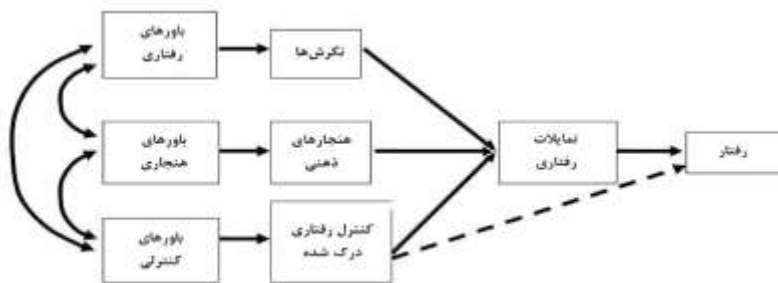 باورهای
رفتاری
نگرش‌ها
باورهای
هنجاری
هنجارهای
ذهنی
تمایلات
رفتاری
رفتار
باورهای
کنترلی
کنترل رفتاری
درک شده